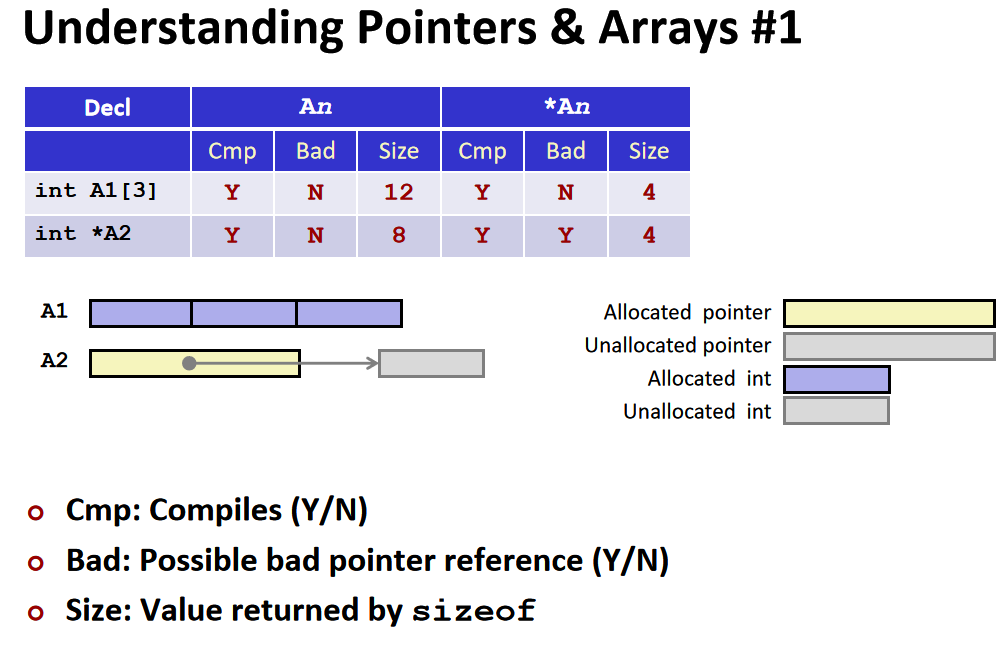 Understanding Pointers & Arrays #1
Decl An *An
Cmp Bad Size Cmp Bad Size
int A1[3] Y N 12 Y N 4
int *A2 Y N 8 Y Y 4
A1
A2
Allocated pointer
Unallocated pointer
Allocated int
Unallocated int
Cmp: Compiles (Y/N)
Bad: Possible bad pointer reference (Y/N)
Size: Value returned by sizeof